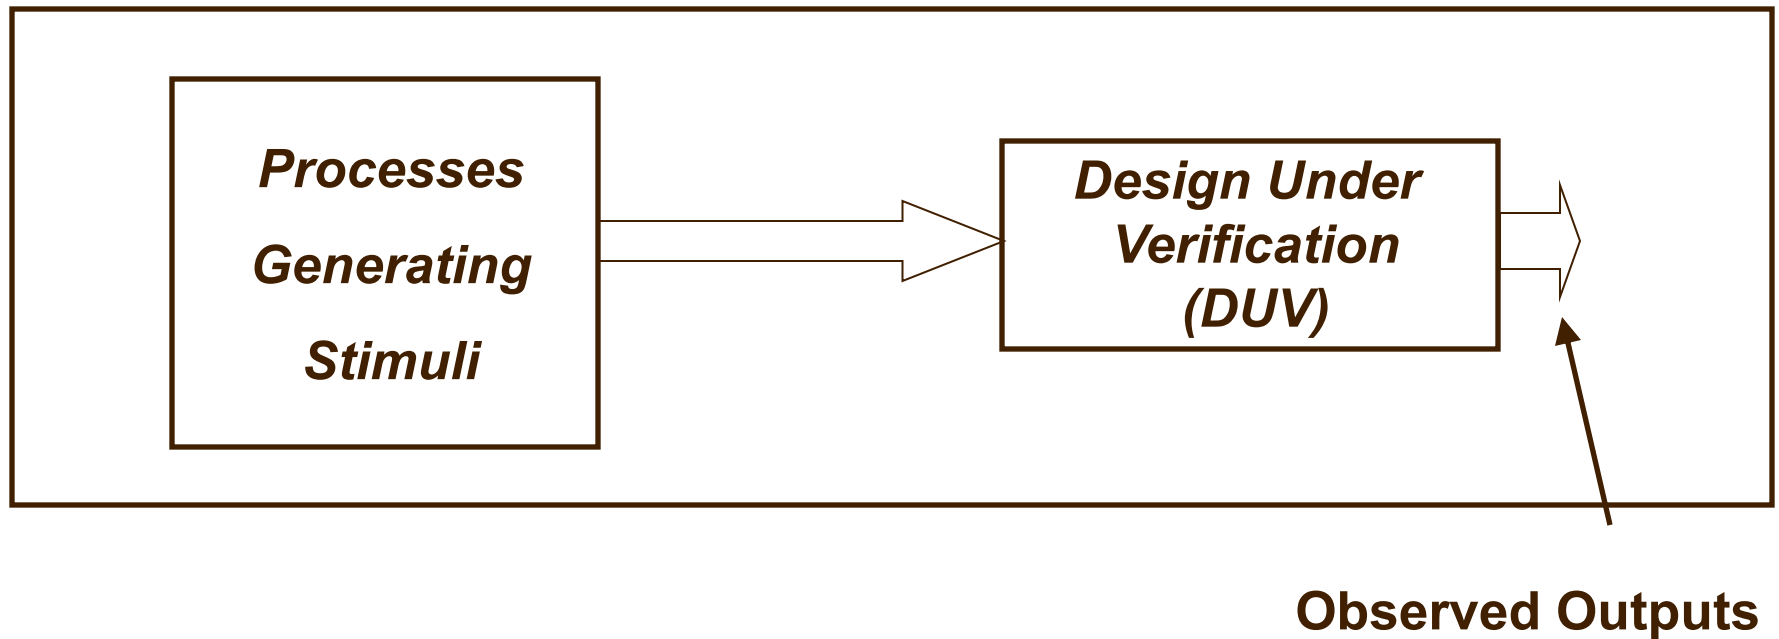 Processes
Generating
Stimuli
Design Under
Verification
(DUV)
Observed Outputs